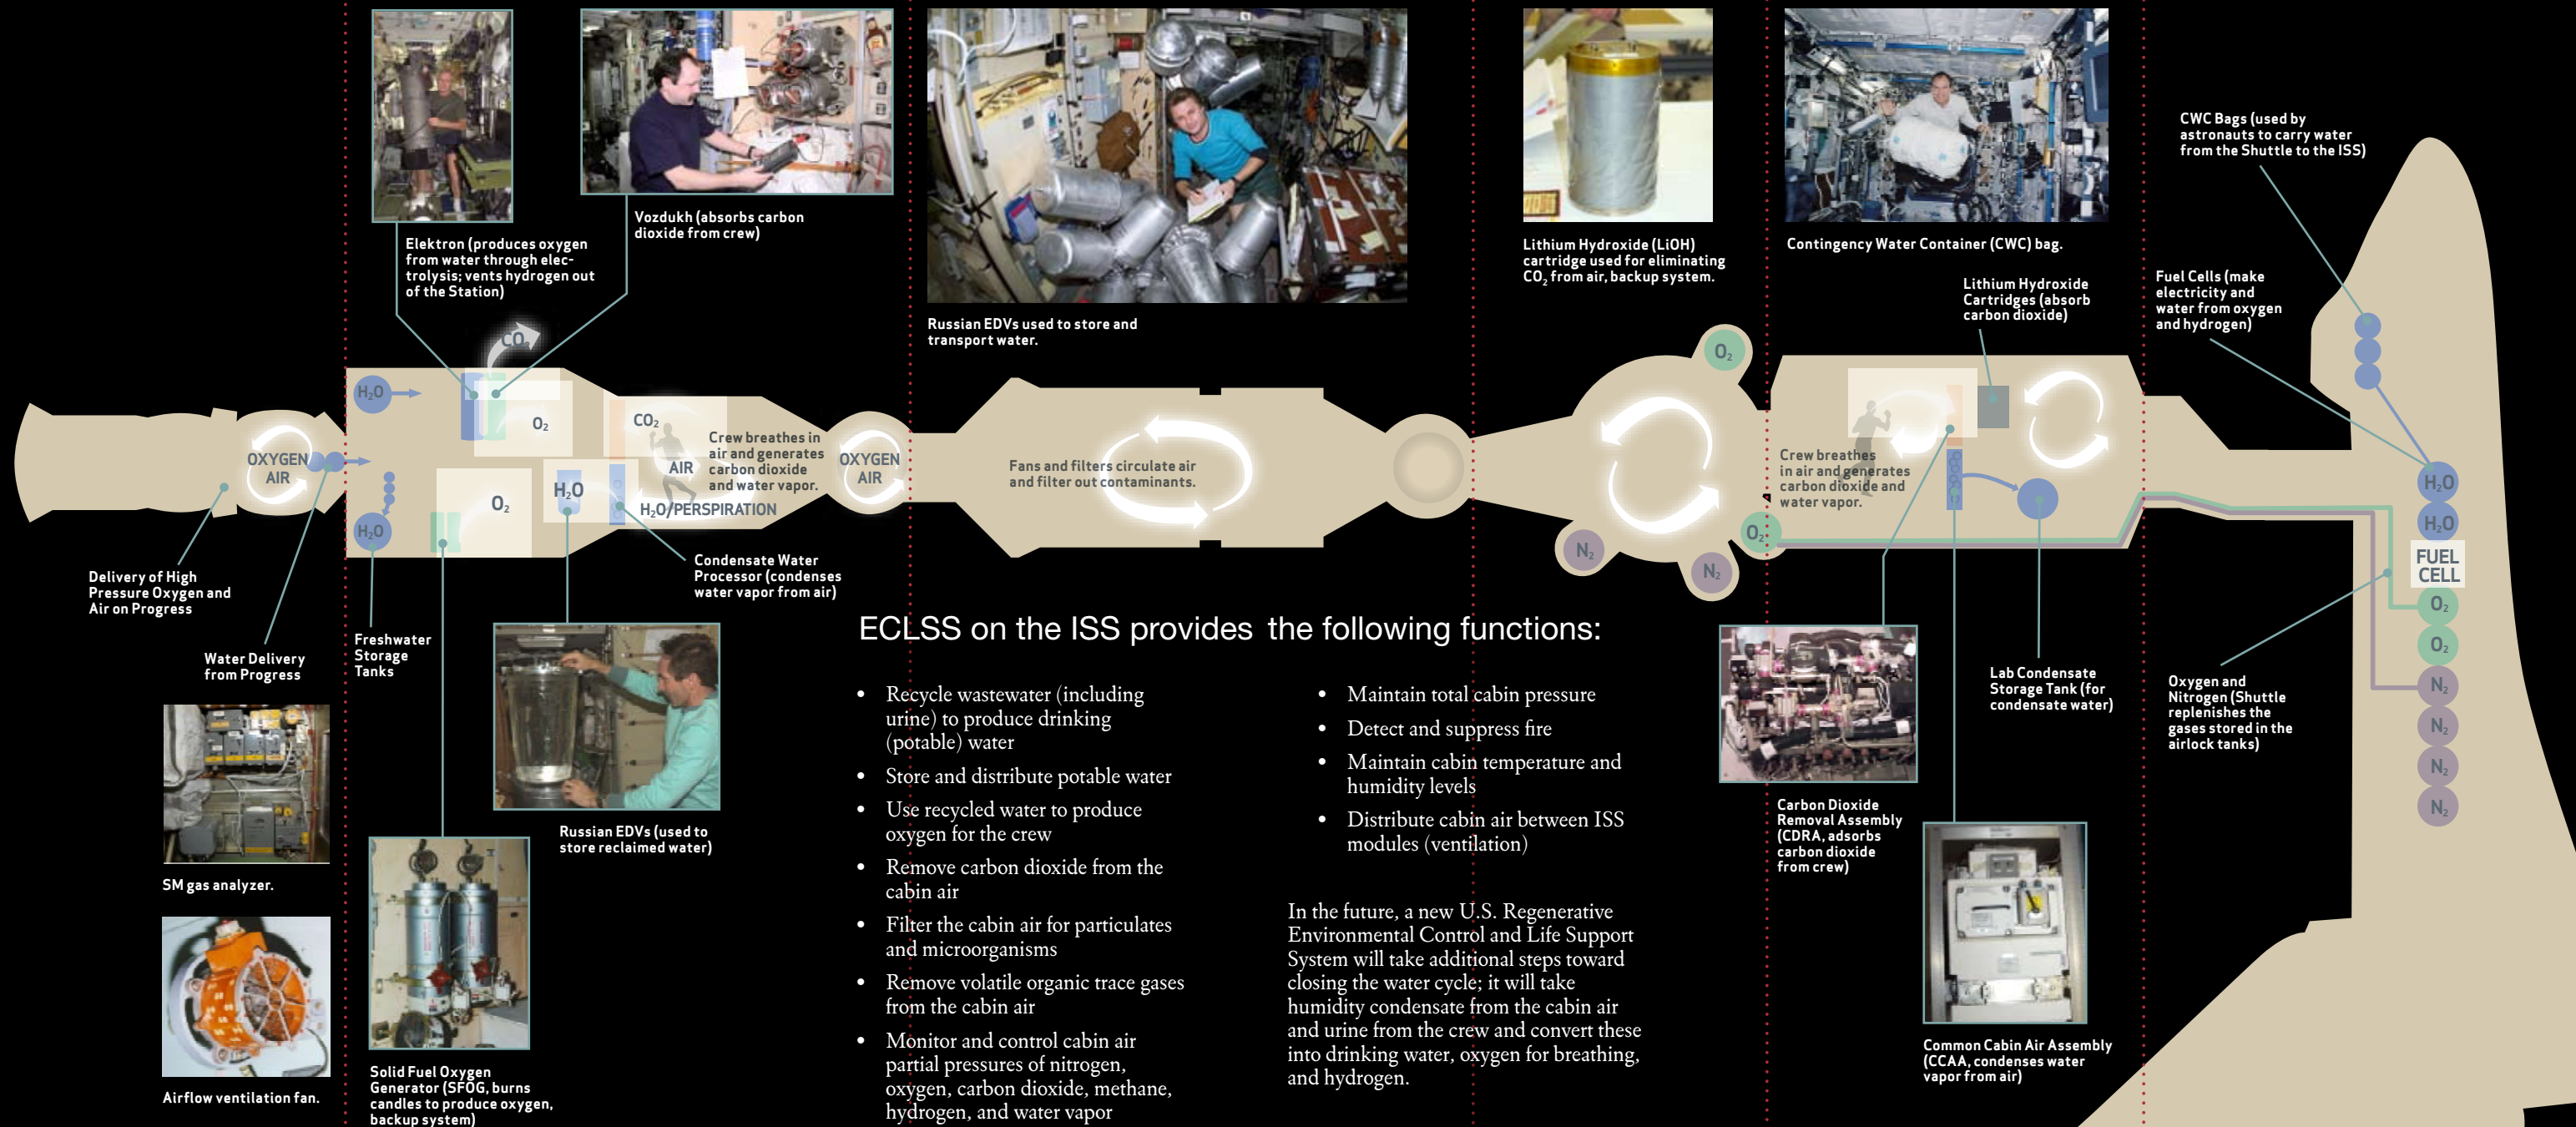 Elektron (produces oxygen
from water through elec-
trolysis; vents hydrogen out
of the Station)
Vozdukh (absorbs carbon
dioxide from crew)
Russian EDVs used to store and
transport water.
Lithium Hydroxide (LiOH)
cartridge used for eliminating
CO₂ from air, backup system.
Contingency Water Container (CWC) bag.
CWC Bags (used by
astronauts to carry water
from the Shuttle to the ISS)
Lithium Hydroxide
Cartridges (absorb
carbon dioxide)
Fuel Cells (make
electricity and
water from oxygen
and hydrogen)
OXYGEN
AIR
H₂O
H₂O
CO₂
O₂
O₂
CO₂
H₂O
AIR
H₂O/PERSPIRATION
Crew breathes in
air and generates
carbon dioxide
and water vapor.
OXYGEN
AIR
Fans and filters circulate air
and filter out contaminants.
O₂
O₂
N₂
N₂
Crew breathes
in air and generates
carbon dioxide and
water vapor.
H₂O
H₂O
FUEL
CELL
O₂
O₂
N₂
N₂
N₂
N₂
Delivery of High
Pressure Oxygen and
Air on Progress
Water Delivery
from Progress
Freshwater
Storage
Tanks
Condensate Water
Processor (condenses
water vapor from air)
Russian EDVs (used to
store reclaimed water)
SM gas analyzer.
Airflow ventilation fan.
Solid Fuel Oxygen
Generator (SFOG, burns
candles to produce oxygen,
backup system)
ECLSS on the ISS provides the following functions:
• Recycle wastewater (including
urine) to produce drinking
(potable) water
• Store and distribute potable water
• Use recycled water to produce
oxygen for the crew
• Remove carbon dioxide from the
cabin air
• Filter the cabin air for particulates
and microorganisms
• Remove volatile organic trace gases
from the cabin air
• Monitor and control cabin air
partial pressures of nitrogen,
oxygen, carbon dioxide, methane,
hydrogen, and water vapor
• Maintain total cabin pressure
• Detect and suppress fire
• Maintain cabin temperature and
humidity levels
• Distribute cabin air between ISS
modules (ventilation)
In the future, a new U.S. Regenerative
Environmental Control and Life Support
System will take additional steps toward
closing the water cycle; it will take
humidity condensate from the cabin air
and urine from the crew and convert these
into drinking water, oxygen for breathing,
and hydrogen.
Carbon Dioxide
Removal Assembly
(CDRA, adsorbs
carbon dioxide
from crew)
Lab Condensate
Storage Tank (for
condensate water)
Common Cabin Air Assembly
(CCAA, condenses water
vapor from air)
Oxygen and
Nitrogen (Shuttle
replenishes the
gases stored in the
airlock tanks)